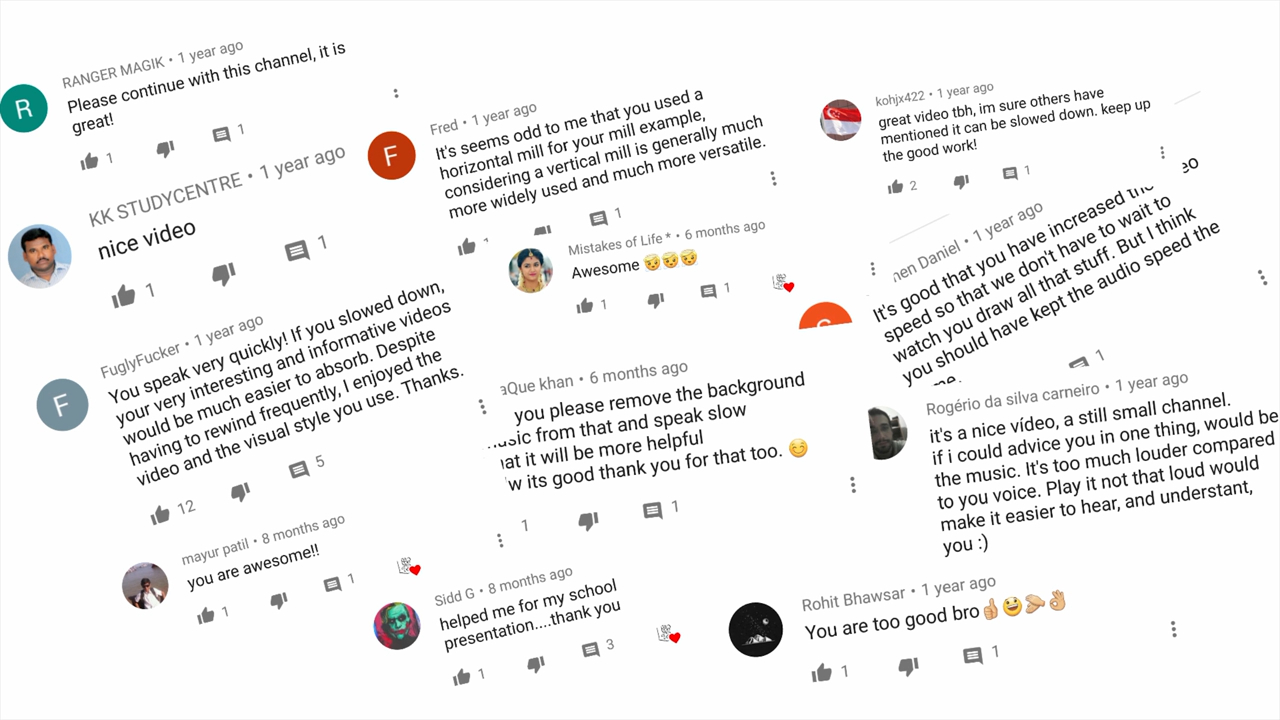 RANGER MAGIK • 1 year ago
Please continue with this channel, it is
great!
1
1
KK STUDYCENTRE • 1 year ago
nice video
1
1
FuglyFucker • 1 year ago
You speak very quickly! If you slowed down,
your very interesting and informative videos
would be much easier to absorb. Despite
having to rewind frequently, I enjoyed the
video and the visual style you use. Thanks.
12
5
mayur patil • 8 months ago
you are awesome!!
1
1
Fred • 1 year ago
It's seems odd to me that you used a
horizontal mill for your mill example,
considering a vertical mill is generally much
more widely used and much more versatile.
1
Mistakes of Life * • 6 months ago
Awesome 😇😇😇
1
1
aQue khan • 6 months ago
you please remove the background
from that and speak slow
it will be more helpful
its good thank you for that too. 😊
1
1
Sidd G • 8 months ago
helped me for my school
presentation....thank you
1
3
kohjx422 • 1 year ago
great video tbh, im sure others have
mentioned it can be slowed down. keep up
the good work!
2
1
Daniel • 1 year ago
It's good that you have increased the
speed so that we don't have to wait to
watch you draw all that stuff. But I think
you should have kept the audio speed the
1
Rogério da silva carneiro • 1 year ago
it's a nice vídeo, a still small channel.
if i could advice you in one thing, would be
the music. It's too much louder compared
to you voice. Play it not that loud would
make it easier to hear, and understant,
you :)
Rohit Bhawsar • 1 year ago
You are too good bro👍😄🫴👌
1
1
R
F
F